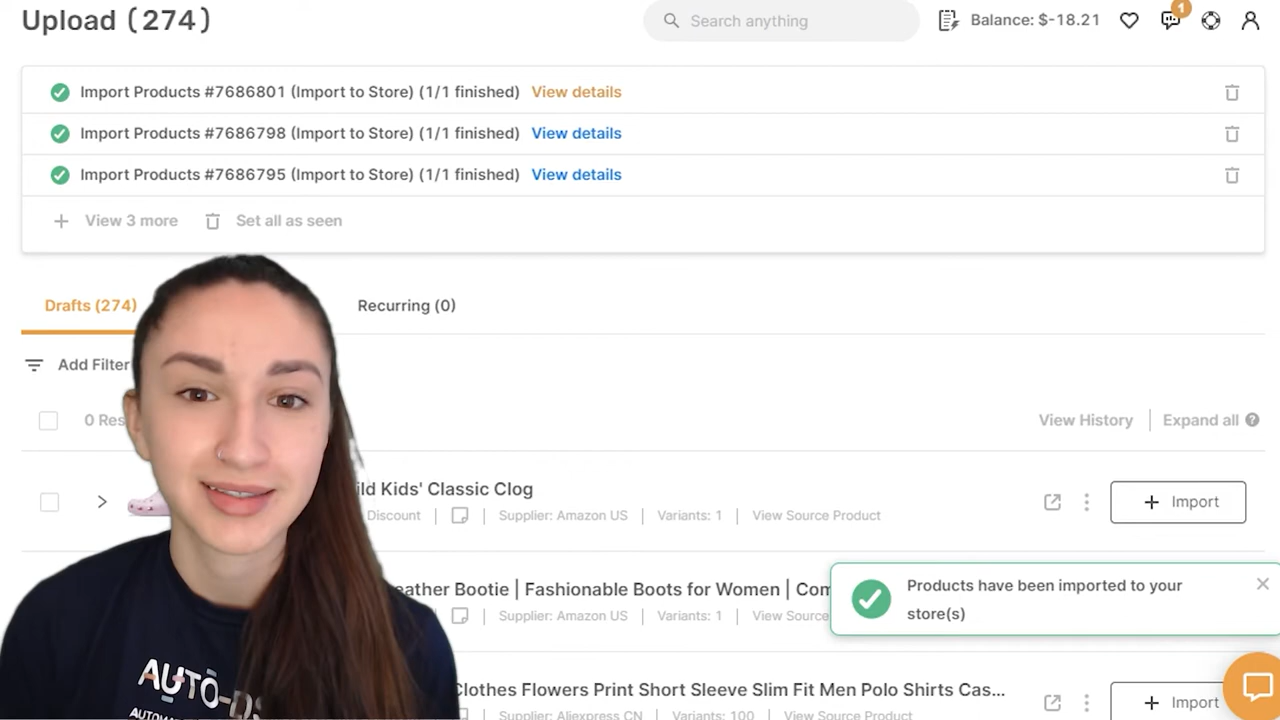 Upload (274)
Search anything
Balance: $-18.21
1
Import Products #7686801 (Import to Store) (1/1 finished) View details
Import Products #7686798 (Import to Store) (1/1 finished) View details
Import Products #7686795 (Import to Store) (1/1 finished) View details
+ View 3 more Set all as seen
Drafts (274) Recurring (0)
Add Filter
0 Res
View History Expand all ?
ild Kids' Classic Clog
Discount | Supplier: Amazon US | Variants: 1 | View Source Product
+ Import
eather Bootie | Fashionable Boots for Women | Com
Supplier: Amazon US | Variants: 1 | View Source
Products have been imported to your
store(s)
Clothes Flowers Print Short Sleeve Slim Fit Men Polo Shirts Cas...
Supplier: Aliexpress CN | Variants: 100 | View Source Product
+ Import
AUTO-DS
AUTOM